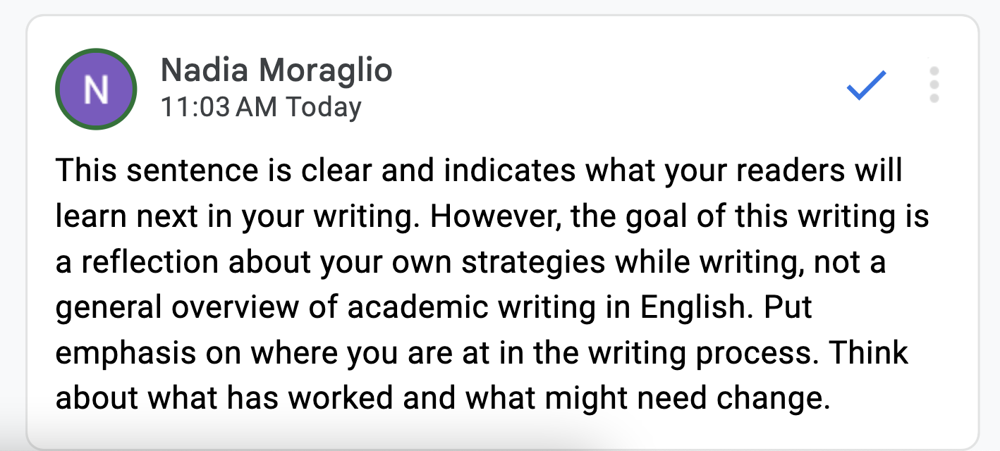 N
Nadia Moraglio
11:03 AM Today
This sentence is clear and indicates what your readers will
learn next in your writing. However, the goal of this writing is
a reflection about your own strategies while writing, not a
general overview of academic writing in English. Put
emphasis on where you are at in the writing process. Think
about what has worked and what might need change.